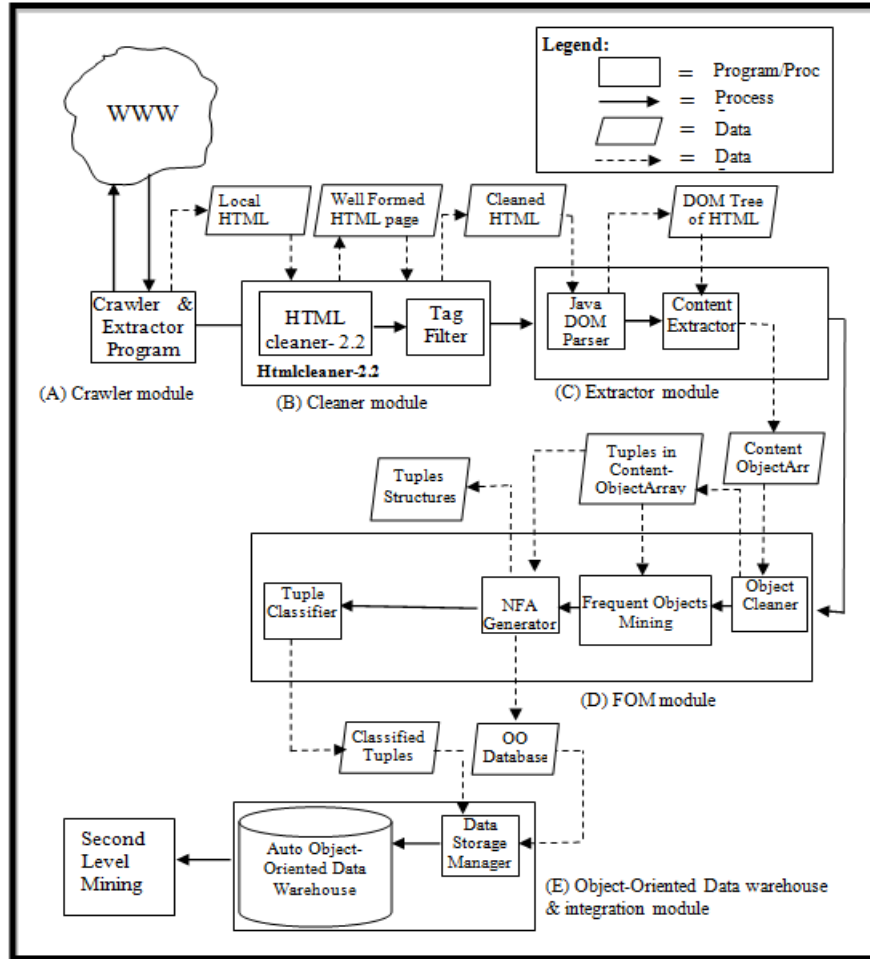 WWW
Legend:
= Program/Proc
= Process
= Data
= Data
Local
HTML
Well Formed
HTML page
Cleaned
HTML
DOM Tree
of HTML
Crawler &
Extractor
Program
HTML
cleaner- 2.2
Tag
Filter
Htmlcleaner-2.2
Java
DOM
Parser
Content
Extractor
(A) Crawler module
(B) Cleaner module
(C) Extractor module
Tuples
Structures
Tuples in
Content-
ObjectArray
Content
ObjectArr
Tuple
Classifier
NFA
Generator
Frequent Objects
Mining
Object
Cleaner
(D) FOM module
Classified
Tuples
OO
Database
Second
Level
Mining
Auto Object-
Oriented Data
Warehouse
Data
Storage
Manager
(E) Object-Oriented Data warehouse
& integration module